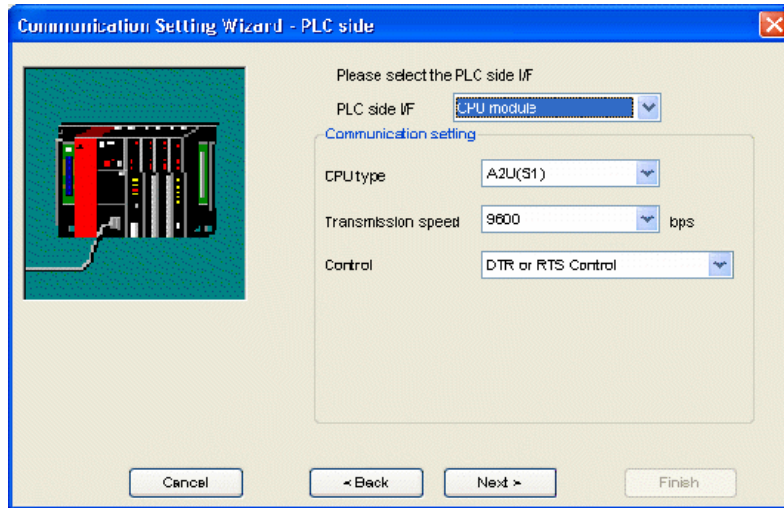 Communication Setting Wizard - PLC side
Please select the PLC side I/F
PLC side I/F CPU module
Communication setting
CPU type A2U(S1)
Transmission speed 9600 bps
Control DTR or RTS Control
Cancel < Back Next > Finish